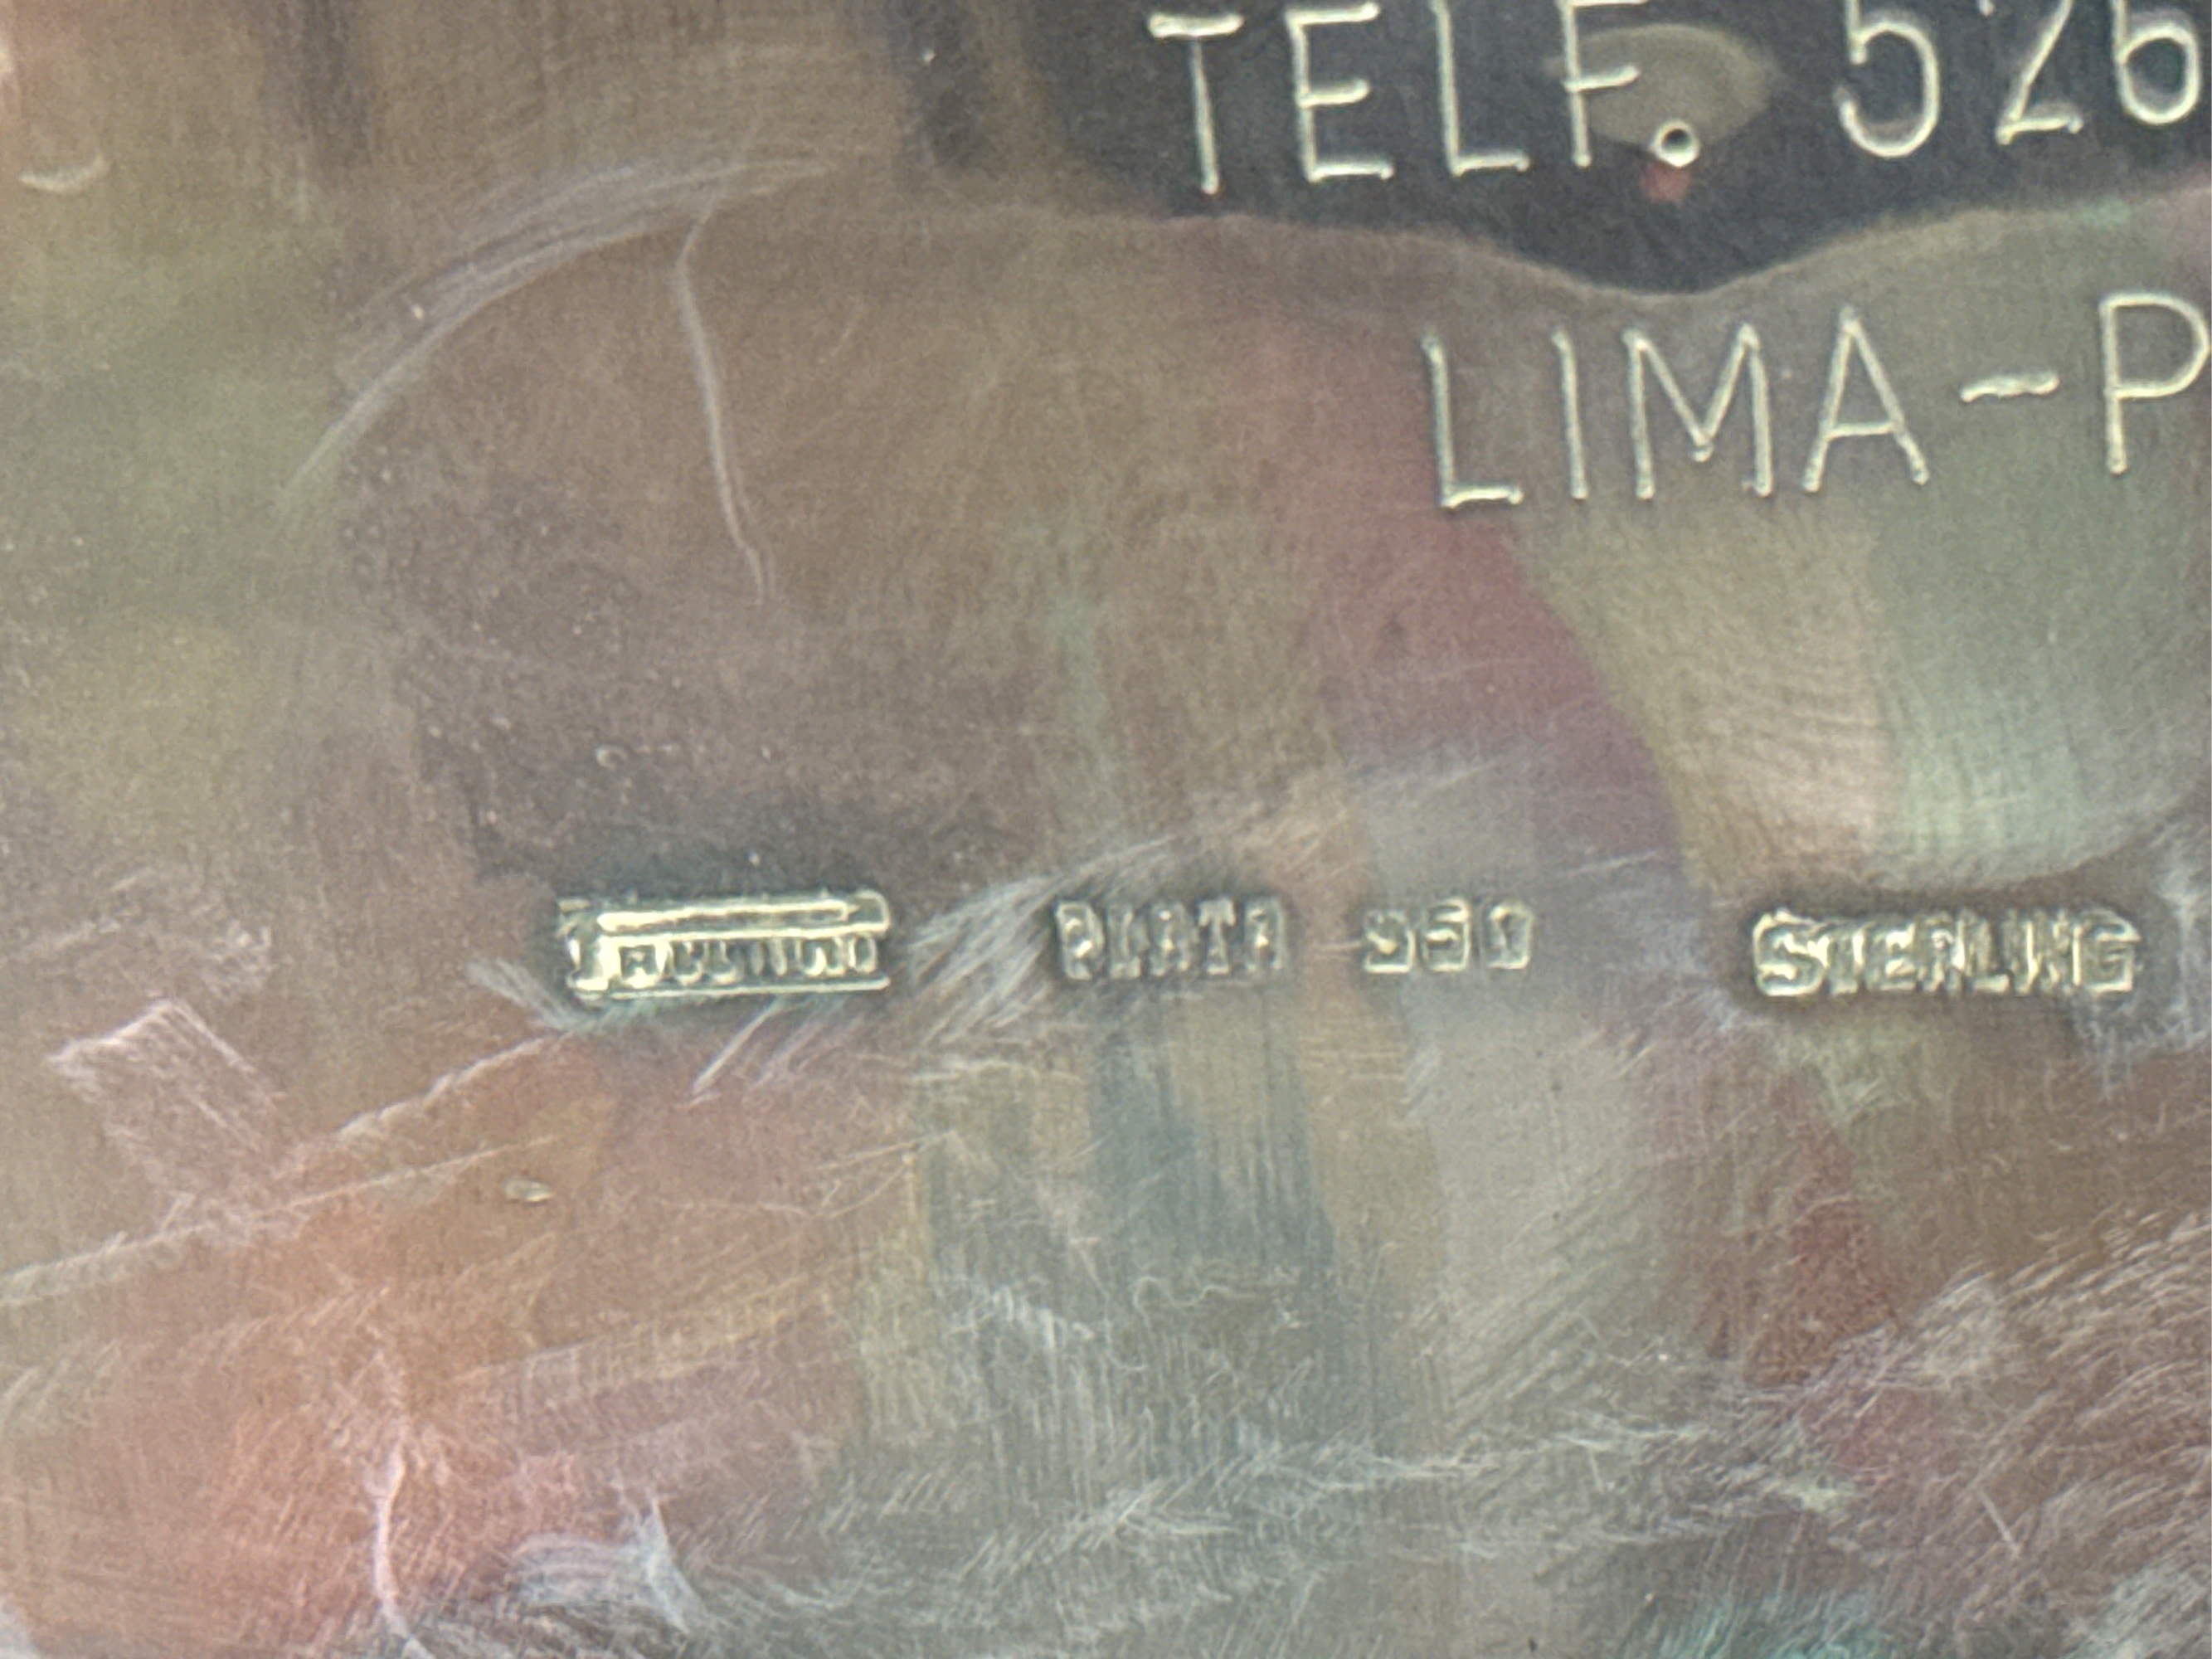 TELF. 526
LIMA-P
PLATA 950 STERLING